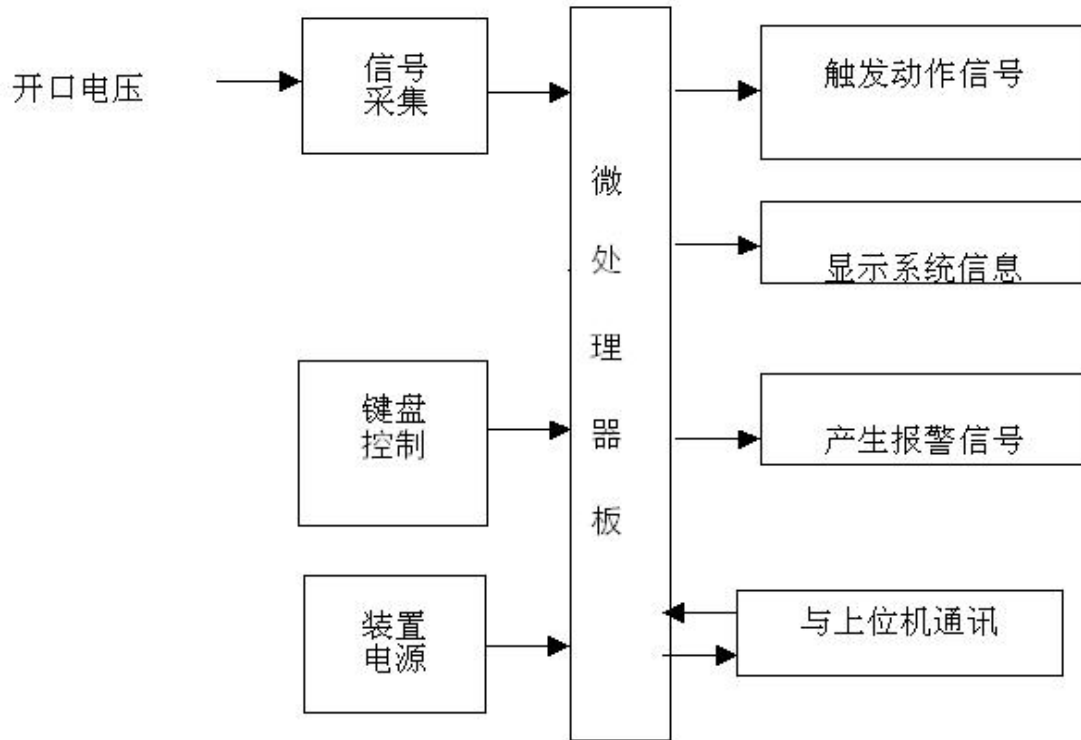 开口电压
信号
采集
键盘
控制
装置
电源
微
处
理
器
板
触发动作信号
显示系统信息
产生报警信号
与上位机通讯